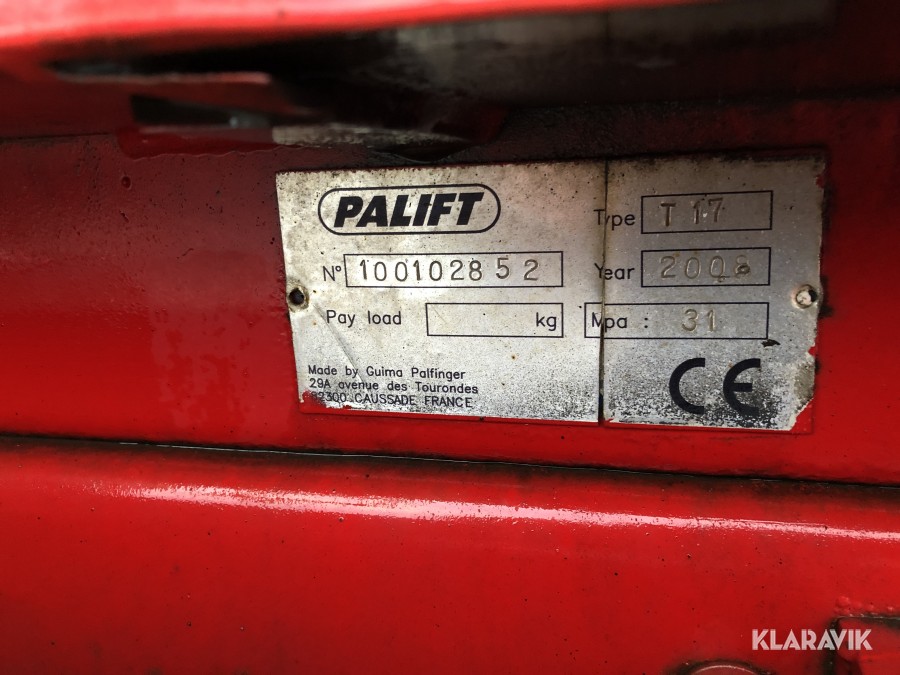 PALIFT
Type T 17
N° 100102852
Year 2008
Pay load kg
Mpa : 31
Made by Guima Palfinger
29A avenue des Tourondes
82300 CAUSSADE FRANCE
CE
KLARAVIK